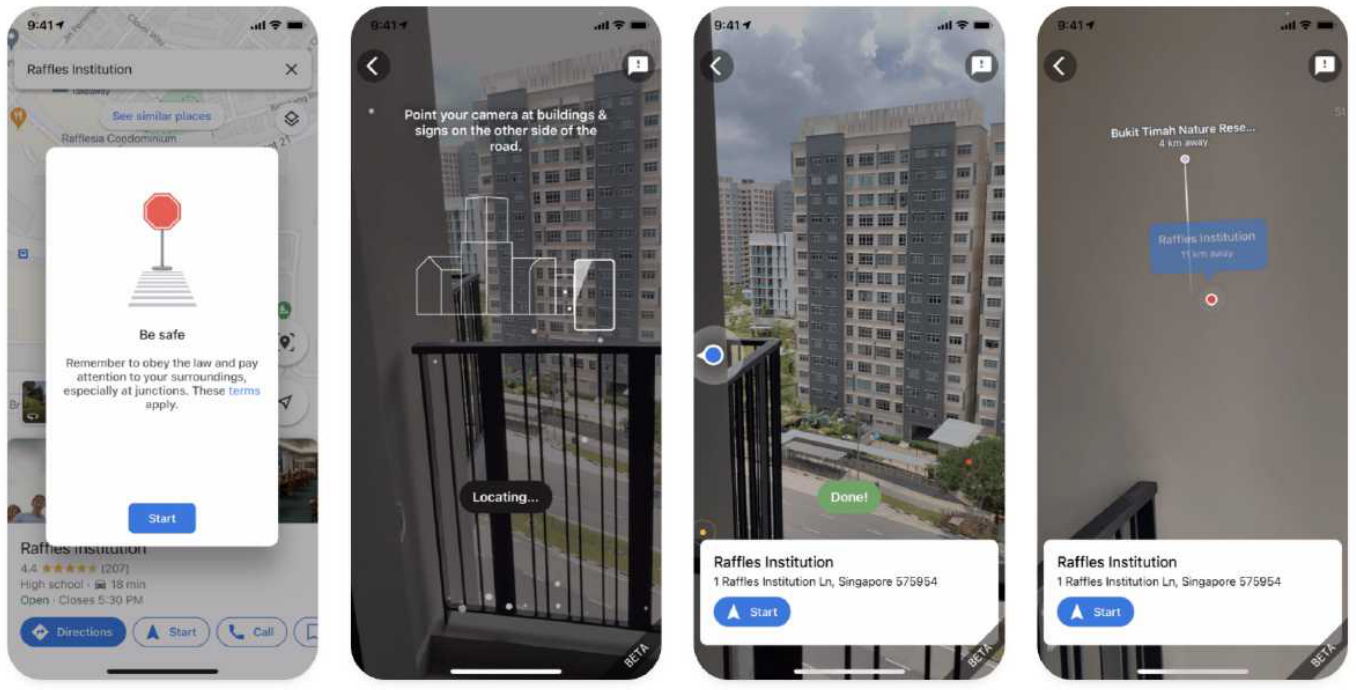 9:41
Raffles Institution
Takeaway
See similar places
Rafflesia Condominium
Be safe
Remember to obey the law and pay
attention to your surroundings,
especially at junctions. These terms
apply.
Start
Raffles Institution
4.4 ★★★★★ (207)
High school · 18 min
Open · Closes 5:30 PM
Directions
Start
Call
9:41
Point your camera at buildings &
signs on the other side of the
road.
Locating...
BETA
9:41
Done!
Raffles Institution
1 Raffles Institution Ln, Singapore 575954
Start
BETA
9:41
Bukit Timah Nature Rese...
4 km away
Raffles Institution
11 km away
Raffles Institution
1 Raffles Institution Ln, Singapore 575954
Start
BETA